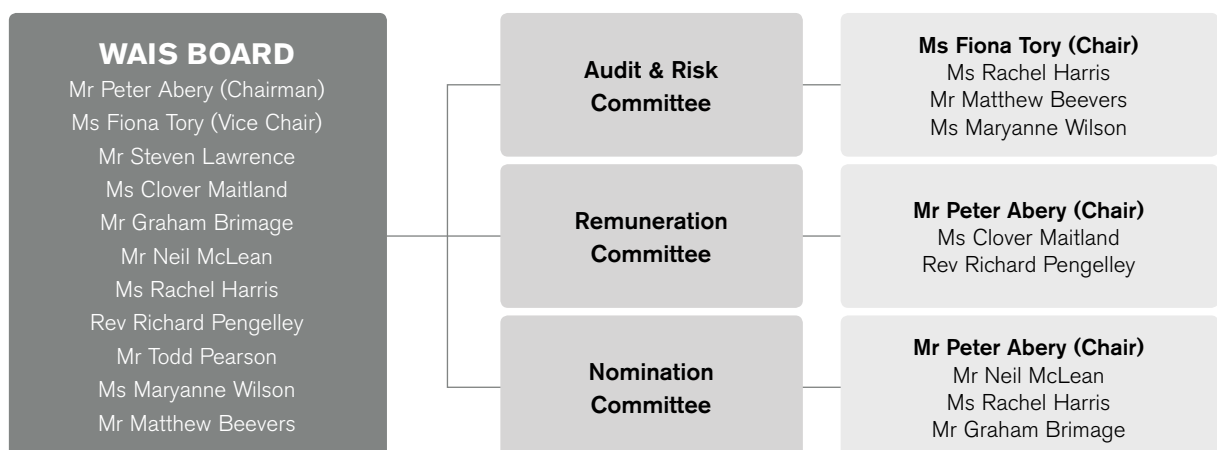 WAIS BOARD
Mr Peter Abery (Chairman)
Ms Fiona Tory (Vice Chair)
Mr Steven Lawrence
Ms Clover Maitland
Mr Graham Brimage
Mr Neil McLean
Ms Rachel Harris
Rev Richard Pengelley
Mr Todd Pearson
Ms Maryanne Wilson
Mr Matthew Beevers
Audit & Risk
Committee
Ms Fiona Tory (Chair)
Ms Rachel Harris
Mr Matthew Beevers
Ms Maryanne Wilson
Remuneration
Committee
Mr Peter Abery (Chair)
Ms Clover Maitland
Rev Richard Pengelley
Nomination
Committee
Mr Peter Abery (Chair)
Mr Neil McLean
Ms Rachel Harris
Mr Graham Brimage